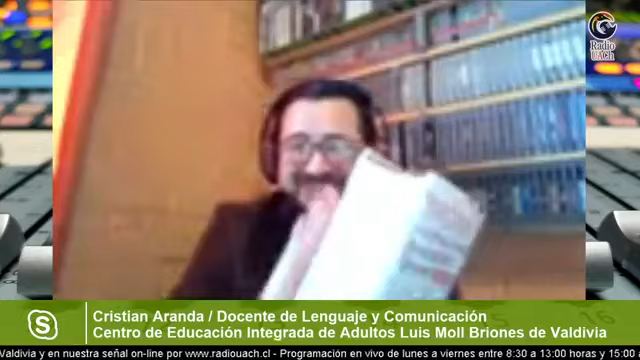 Radio
UACh
Cristian Aranda / Docente de Lenguaje y Comunicación
Centro de Educación Integrada de Adultos Luis Moll Briones de Valdivia
Valdivia y en nuestra señal on-line por www.radiouach.cl - Programación en vivo de lunes a viernes entre 8:30 a 13:00 horas y 15.00